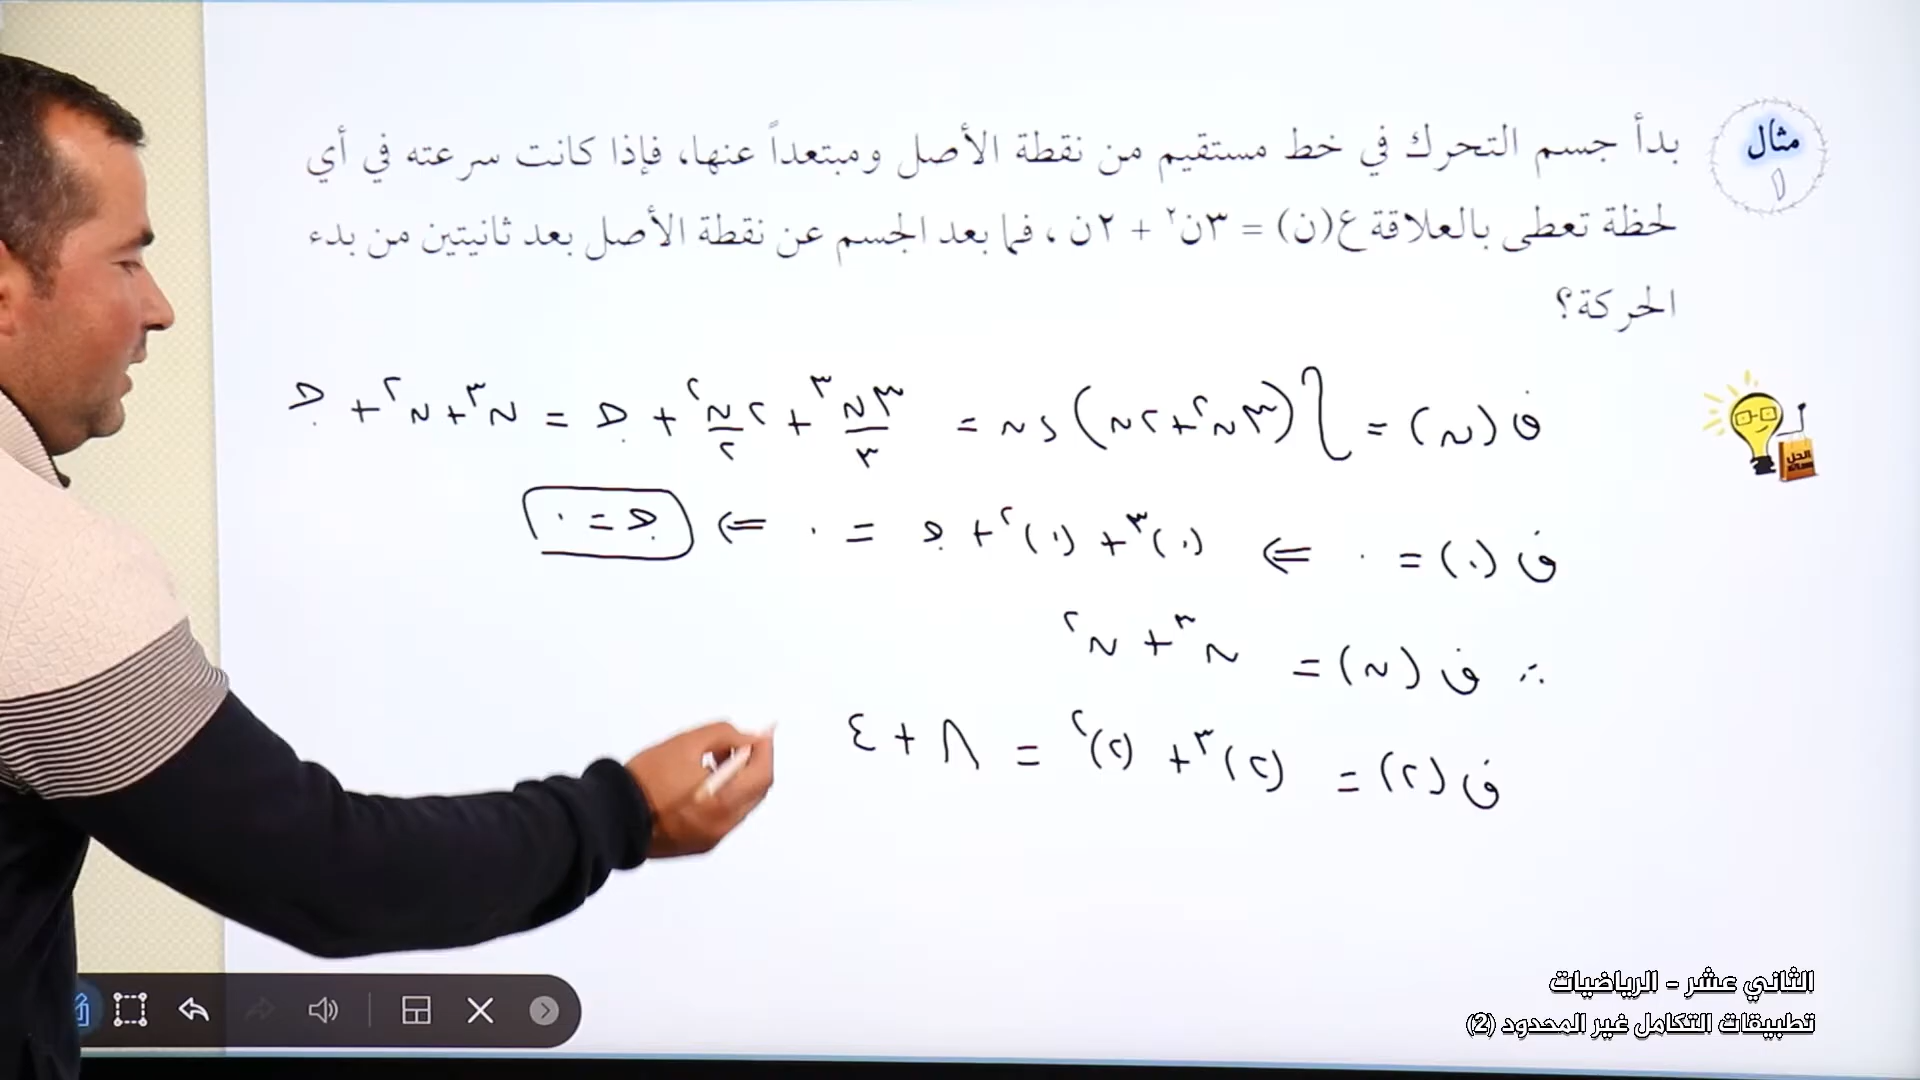 مثال
١
بدأ جسم التحرك في خط مستقيم من نقطة الأصل ومبتعداً عنها، فإذا كانت سرعته في أي
لحظة تعطى بالعلاقة ع(ن) = ٣ن٢ + ٢ن ، فما بعد الجسم عن نقطة الأصل بعد ثانيتين من بدء
الحركة؟
الحل
ف (ن) = ∫(٣ن٢ + ٢ن) دن = ٣ن٣/٣ + ٢ن٢/٢ + جـ = ن٣ + ن٢ + جـ
ف (٠) = ٠ ⇐ (٠)٣ + (٠)٢ + جـ = ٠ ⇐ جـ = ٠
∴ ف (ن) = ن٣ + ن٢
ف (٢) = (٢)٣ + (٢)٢ = ٨ + ٤
الثاني عشر - الرياضيات
تطبيقات التكامل غير المحدود (2)